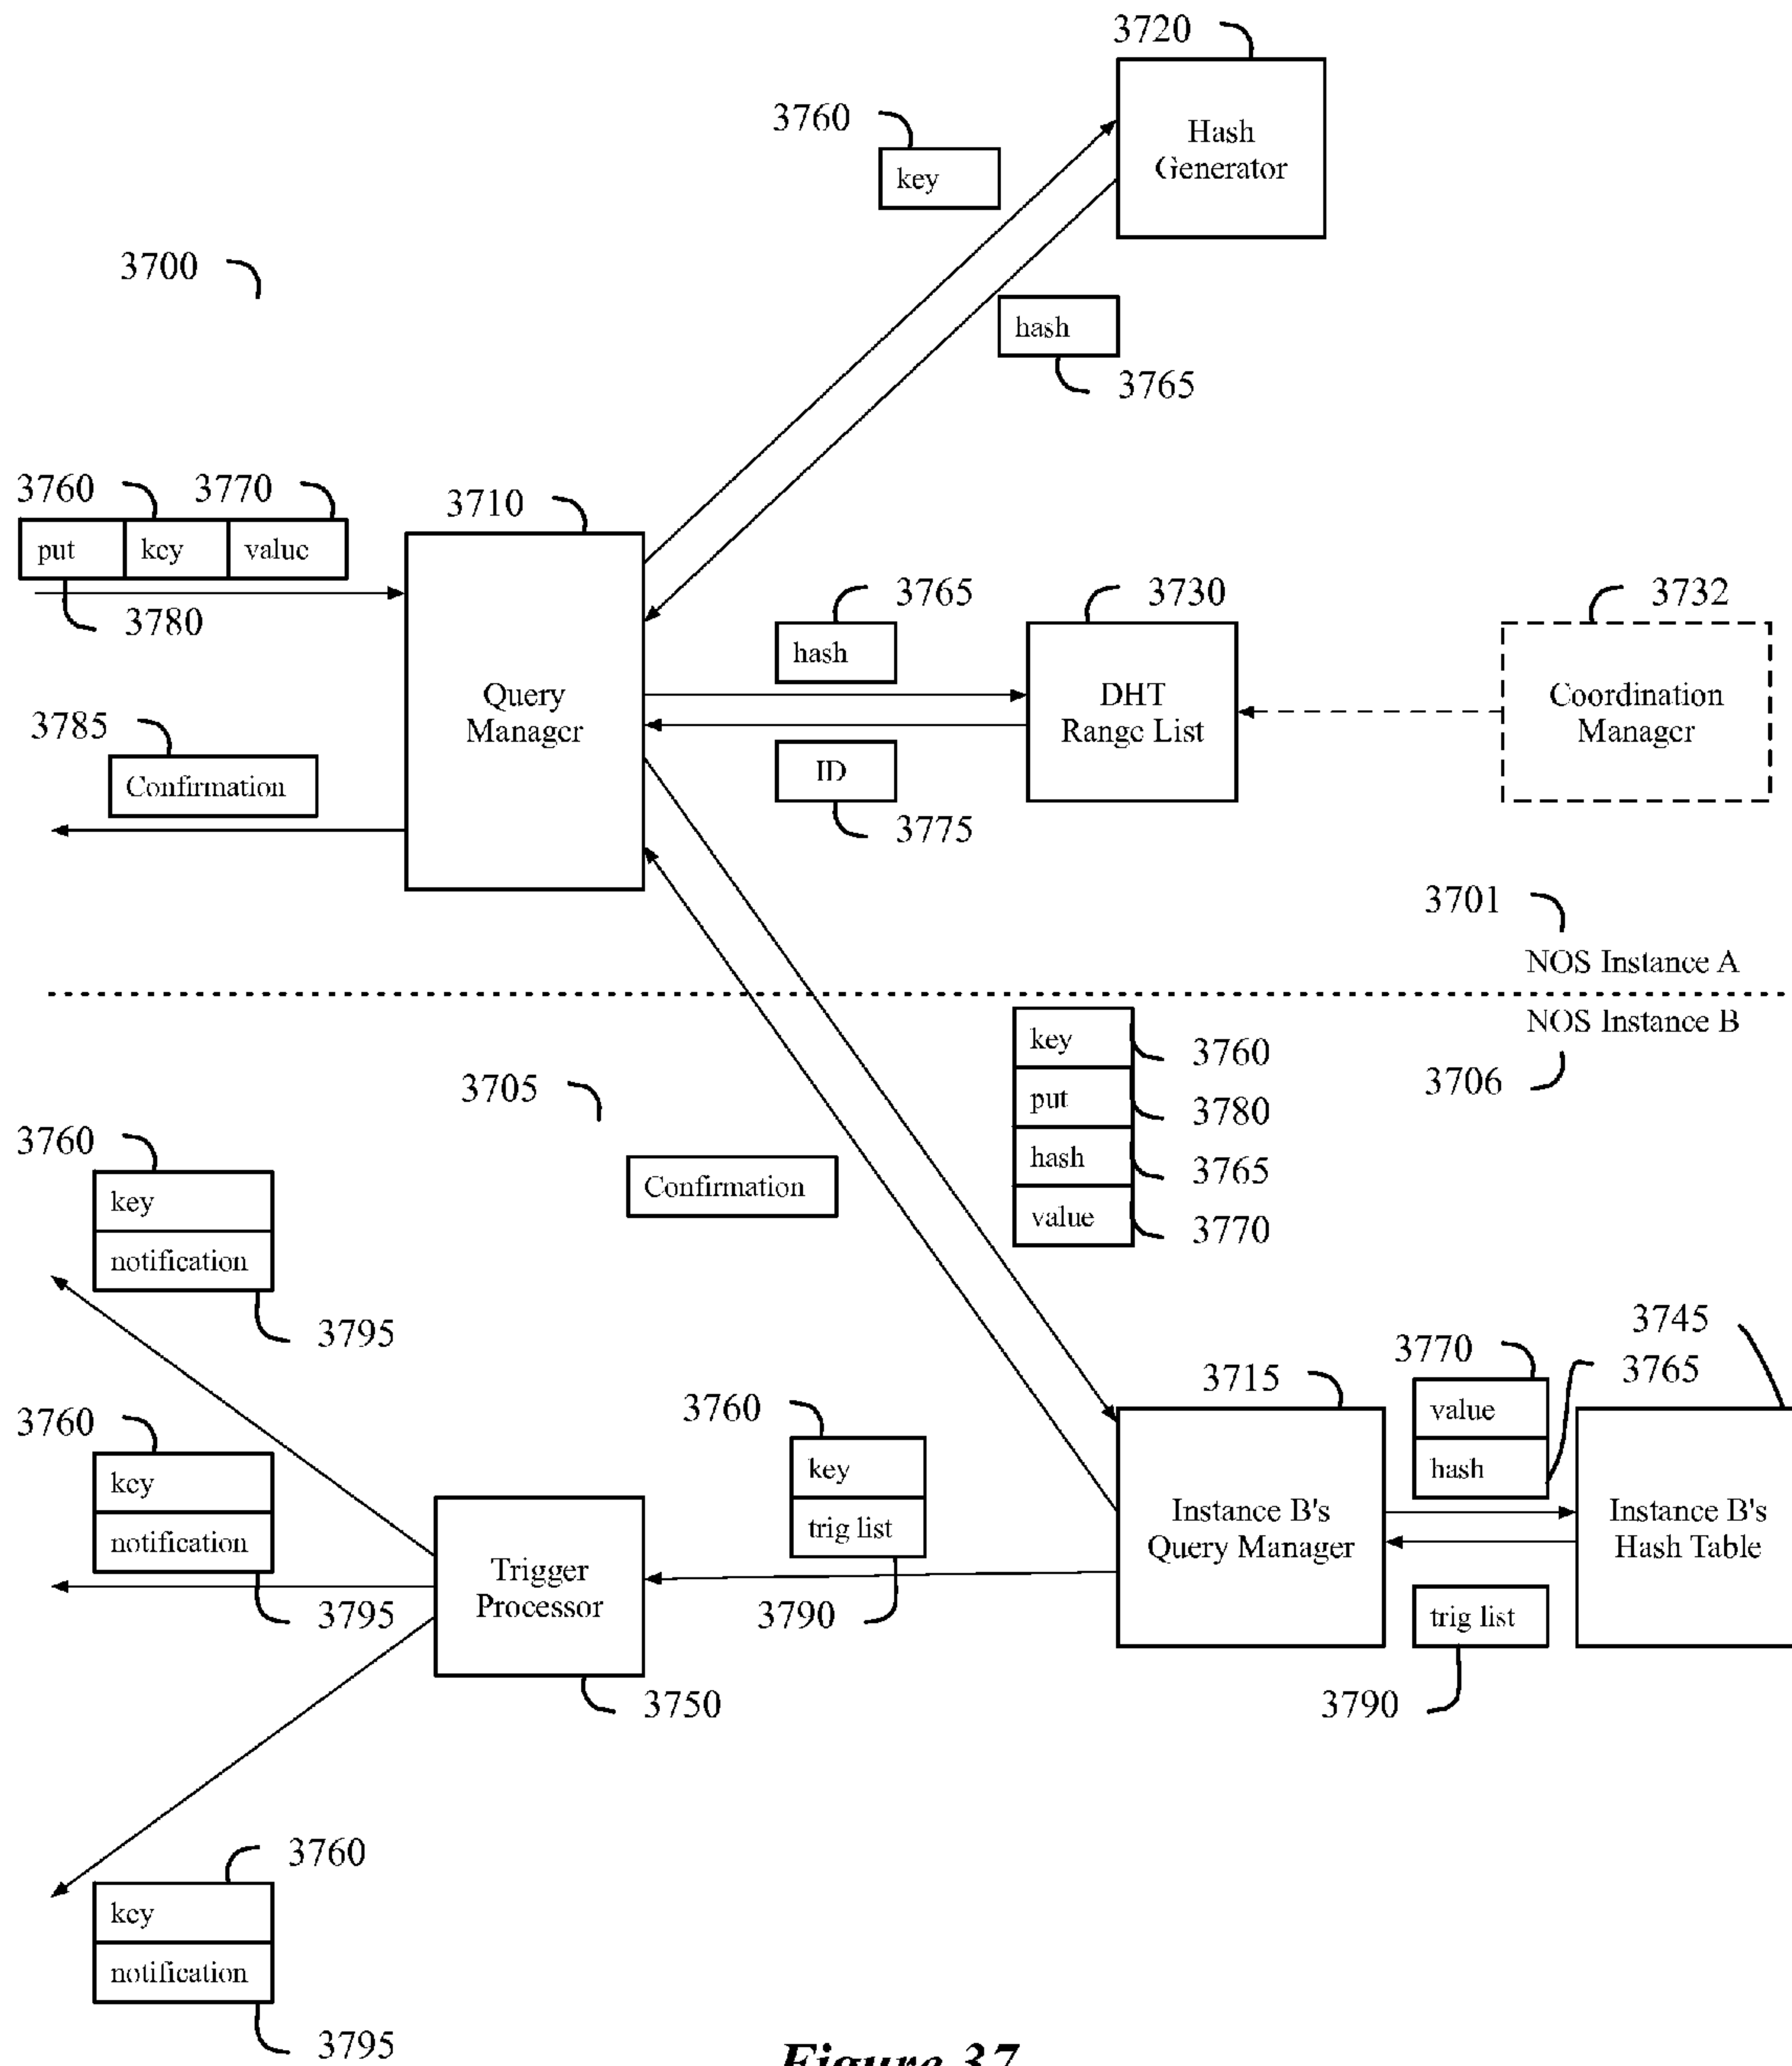 3720
3760
Hash
Generator
key
3700
hash
3765
3760
3770
3710
put
key
value
3780
3765
3730
3732
hash
Query
Manager
DHT
Range List
Coordination
Manager
3785
Confirmation
ID
3775
3701
NOS Instance A
NOS Instance B
3706
key
3760
put
3780
hash
3765
value
3770
3705
Confirmation
3760
key
notification
3795
3745
3770
3765
3715
value
hash
3760
key
trig list
3790
3760
key
notification
3795
Instance B's
Query Manager
Instance B's
Hash Table
Trigger
Processor
3750
trig list
3790
3760
key
notification
3795
Figure 37